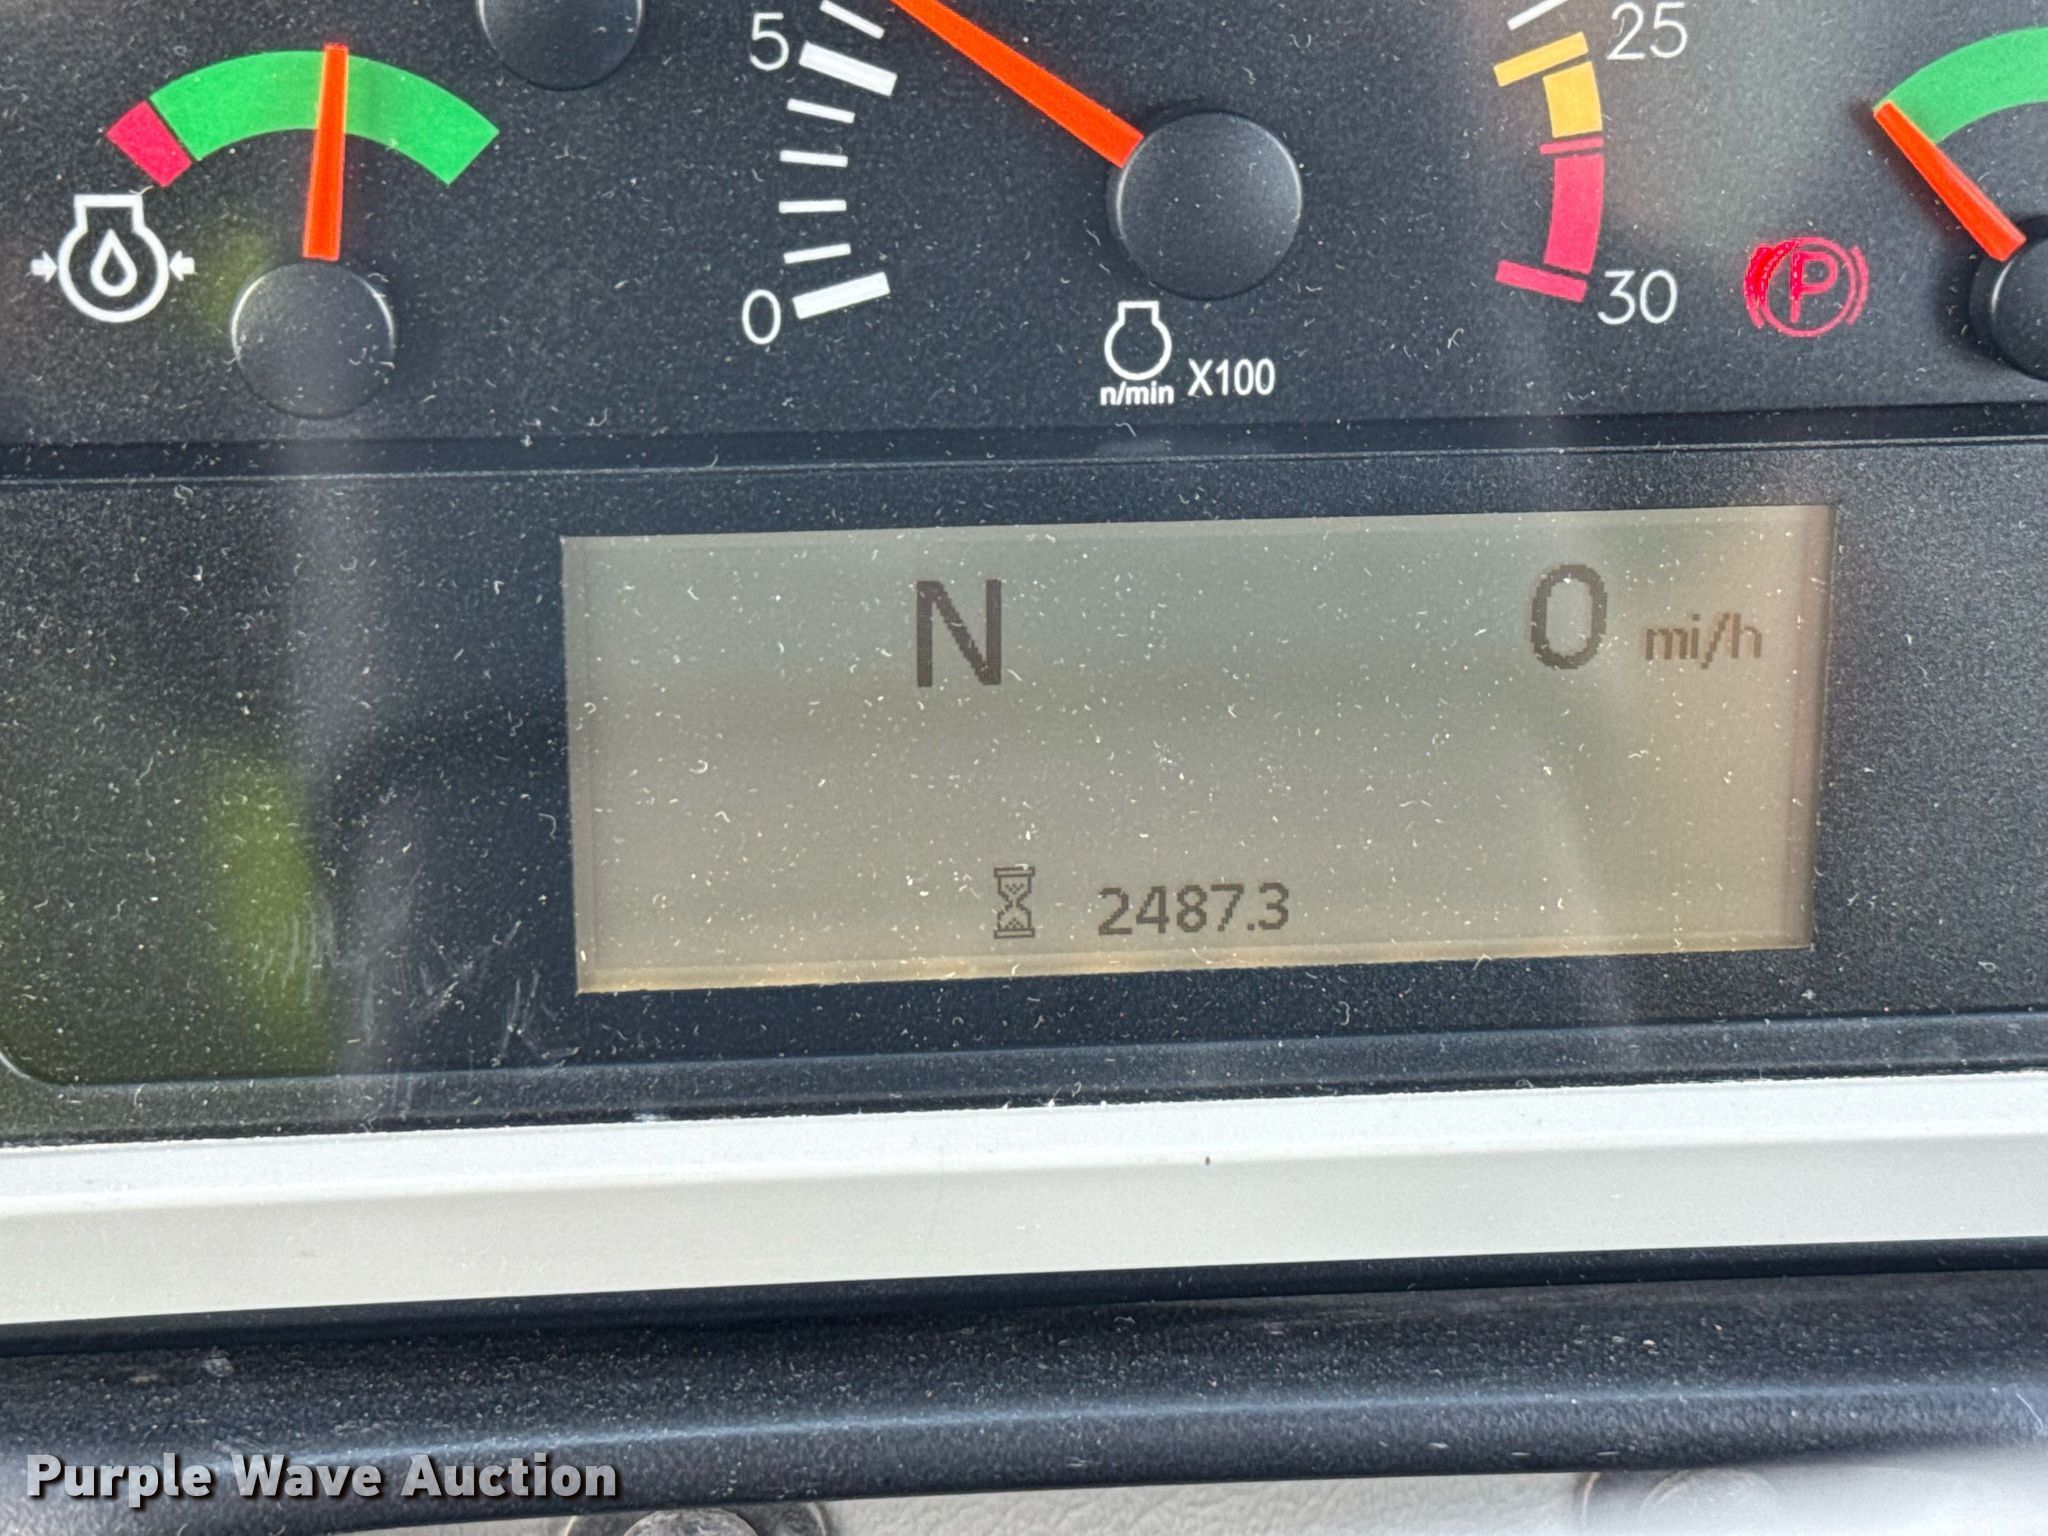 5
25
0
30
P
n/min X100
N 0 mi/h
2487.3
Purple Wave Auction